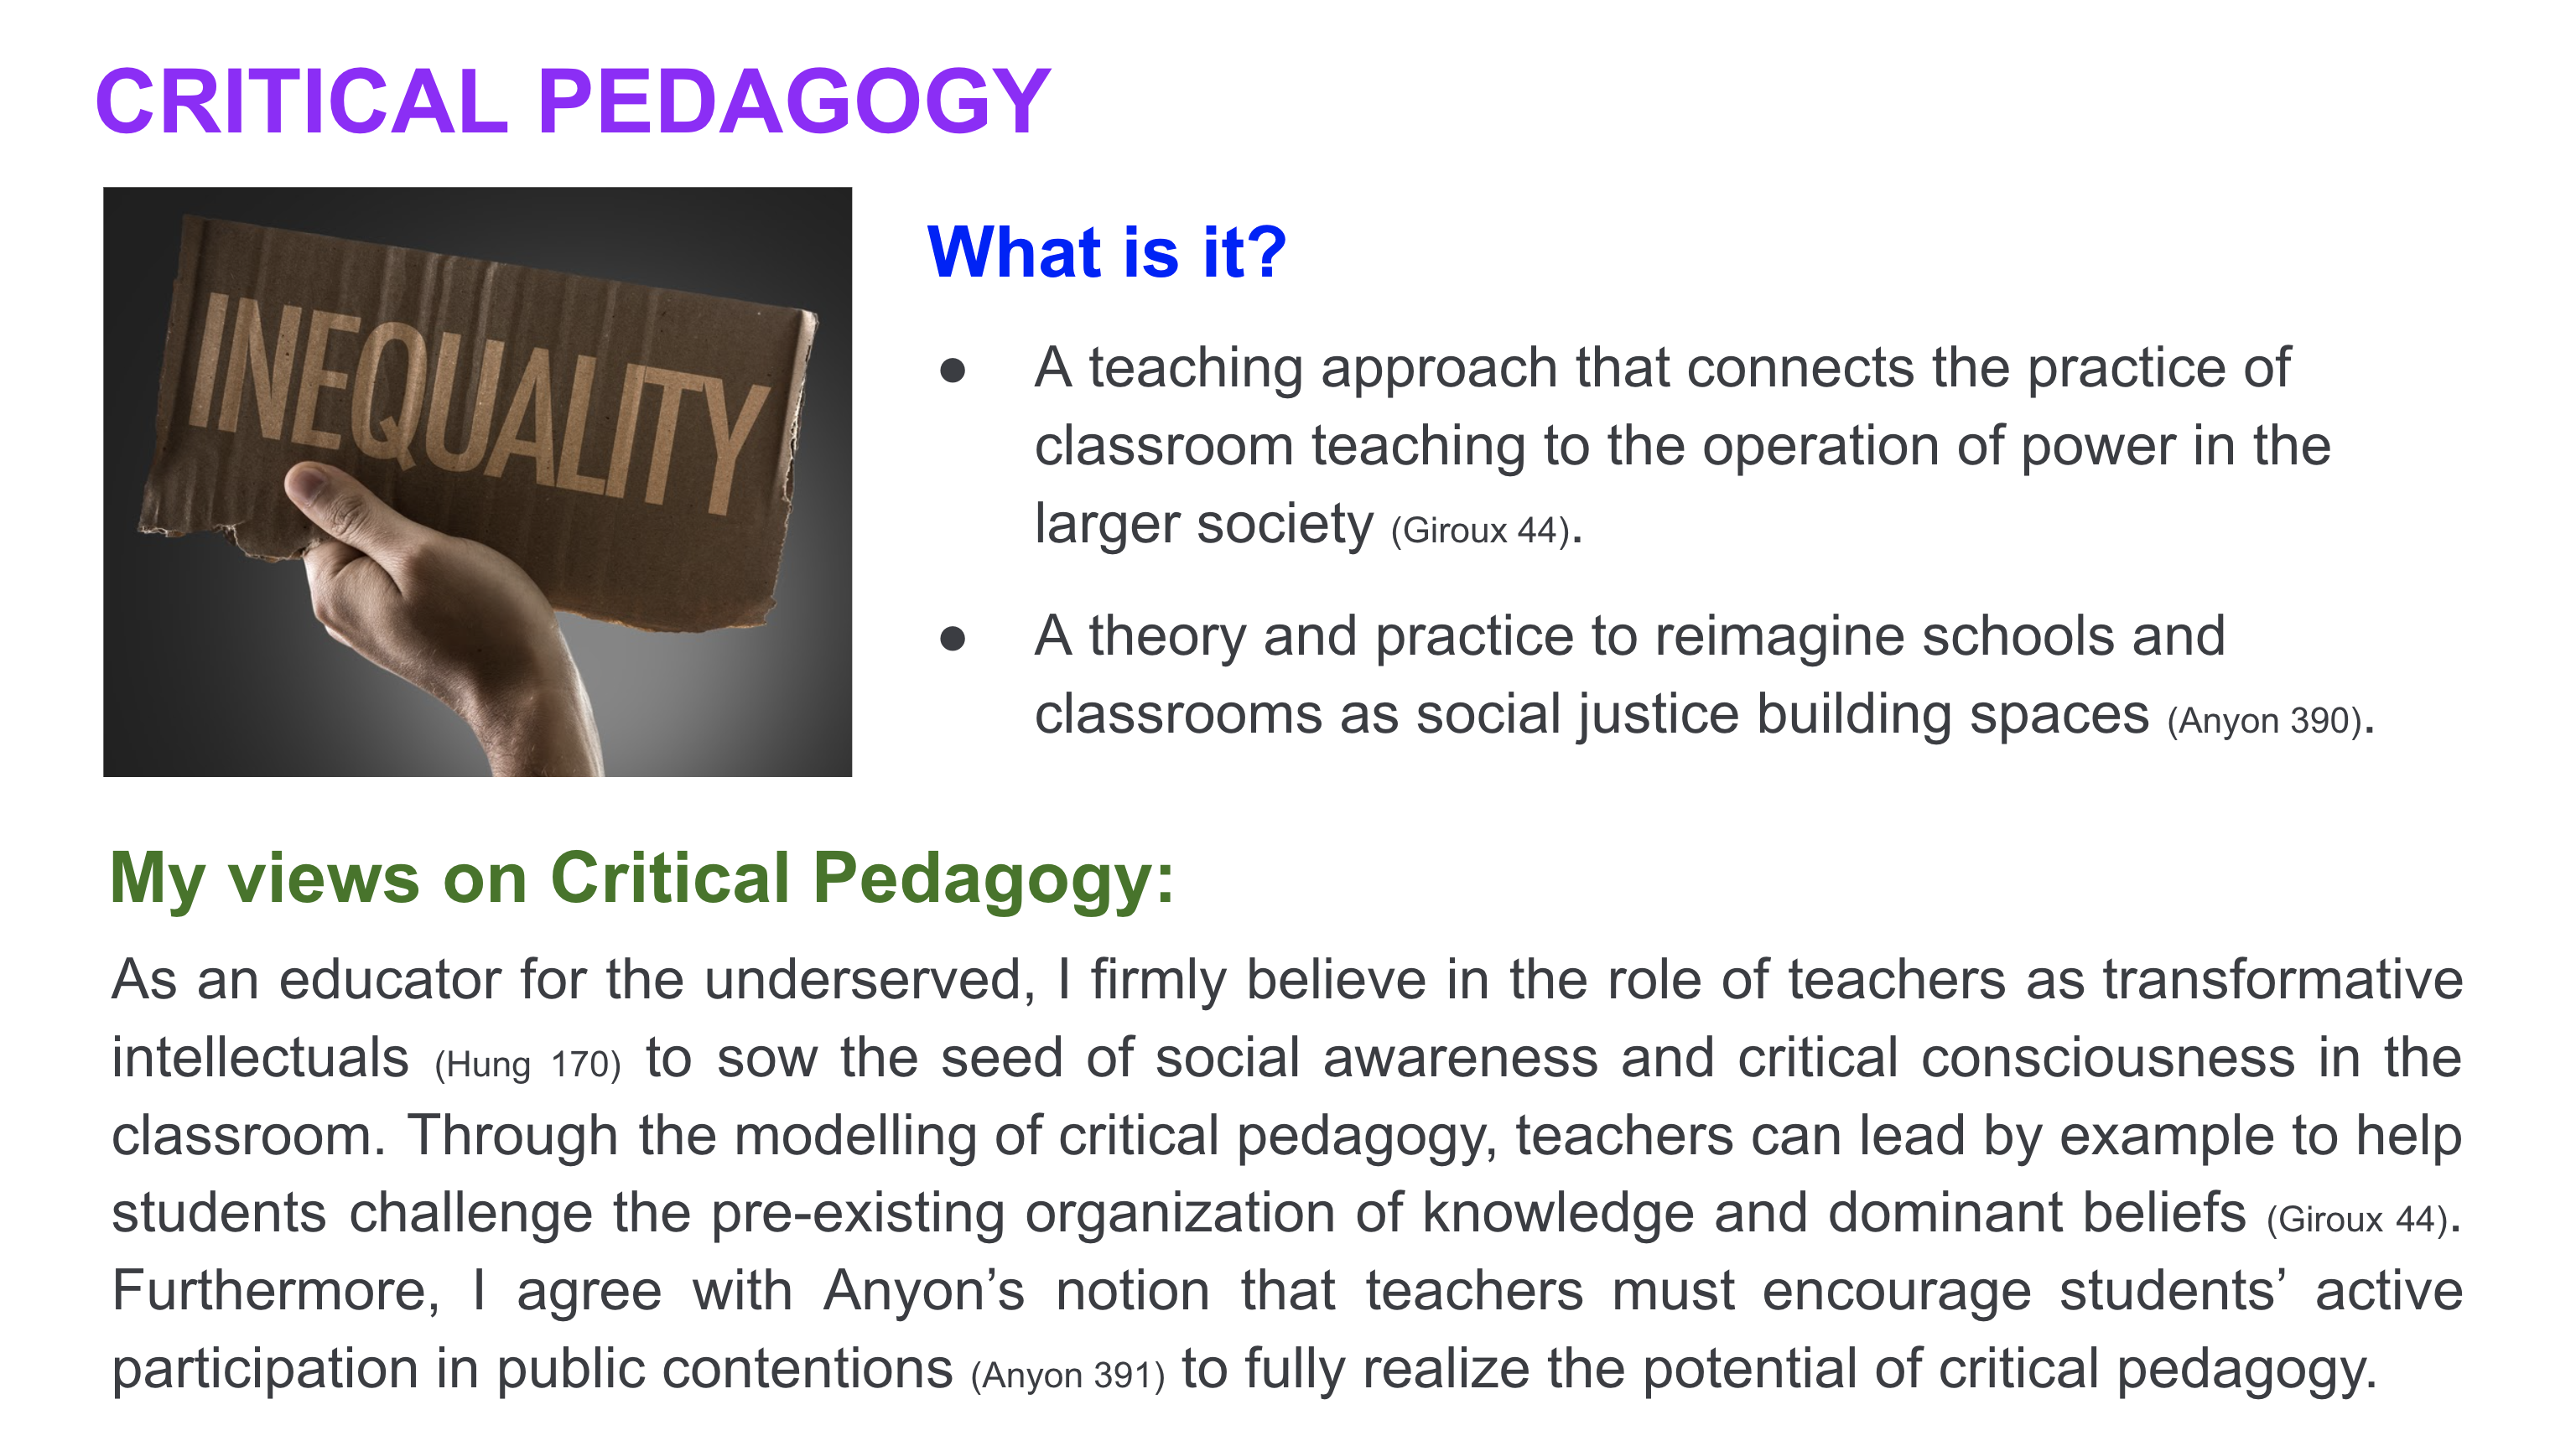 CRITICAL PEDAGOGY
INEQUALITY
What is it?
● A teaching approach that connects the practice of
classroom teaching to the operation of power in the
larger society (Giroux 44).
● A theory and practice to reimagine schools and
classrooms as social justice building spaces (Anyon 390).
My views on Critical Pedagogy:
As an educator for the underserved, I firmly believe in the role of teachers as transformative
intellectuals (Hung 170) to sow the seed of social awareness and critical consciousness in the
classroom. Through the modelling of critical pedagogy, teachers can lead by example to help
students challenge the pre-existing organization of knowledge and dominant beliefs (Giroux 44).
Furthermore, I agree with Anyon’s notion that teachers must encourage students’ active
participation in public contentions (Anyon 391) to fully realize the potential of critical pedagogy.